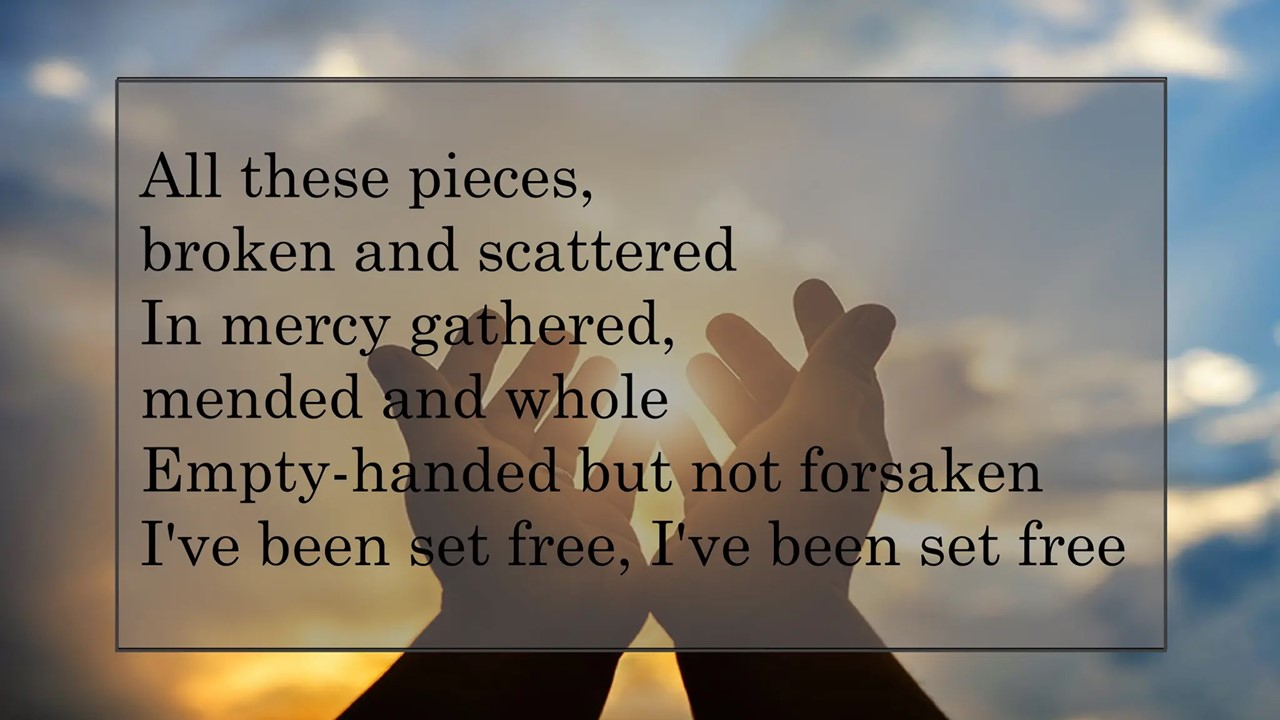 All these pieces,
broken and scattered
In mercy gathered,
mended and whole
Empty-handed but not forsaken
I've been set free, I've been set free